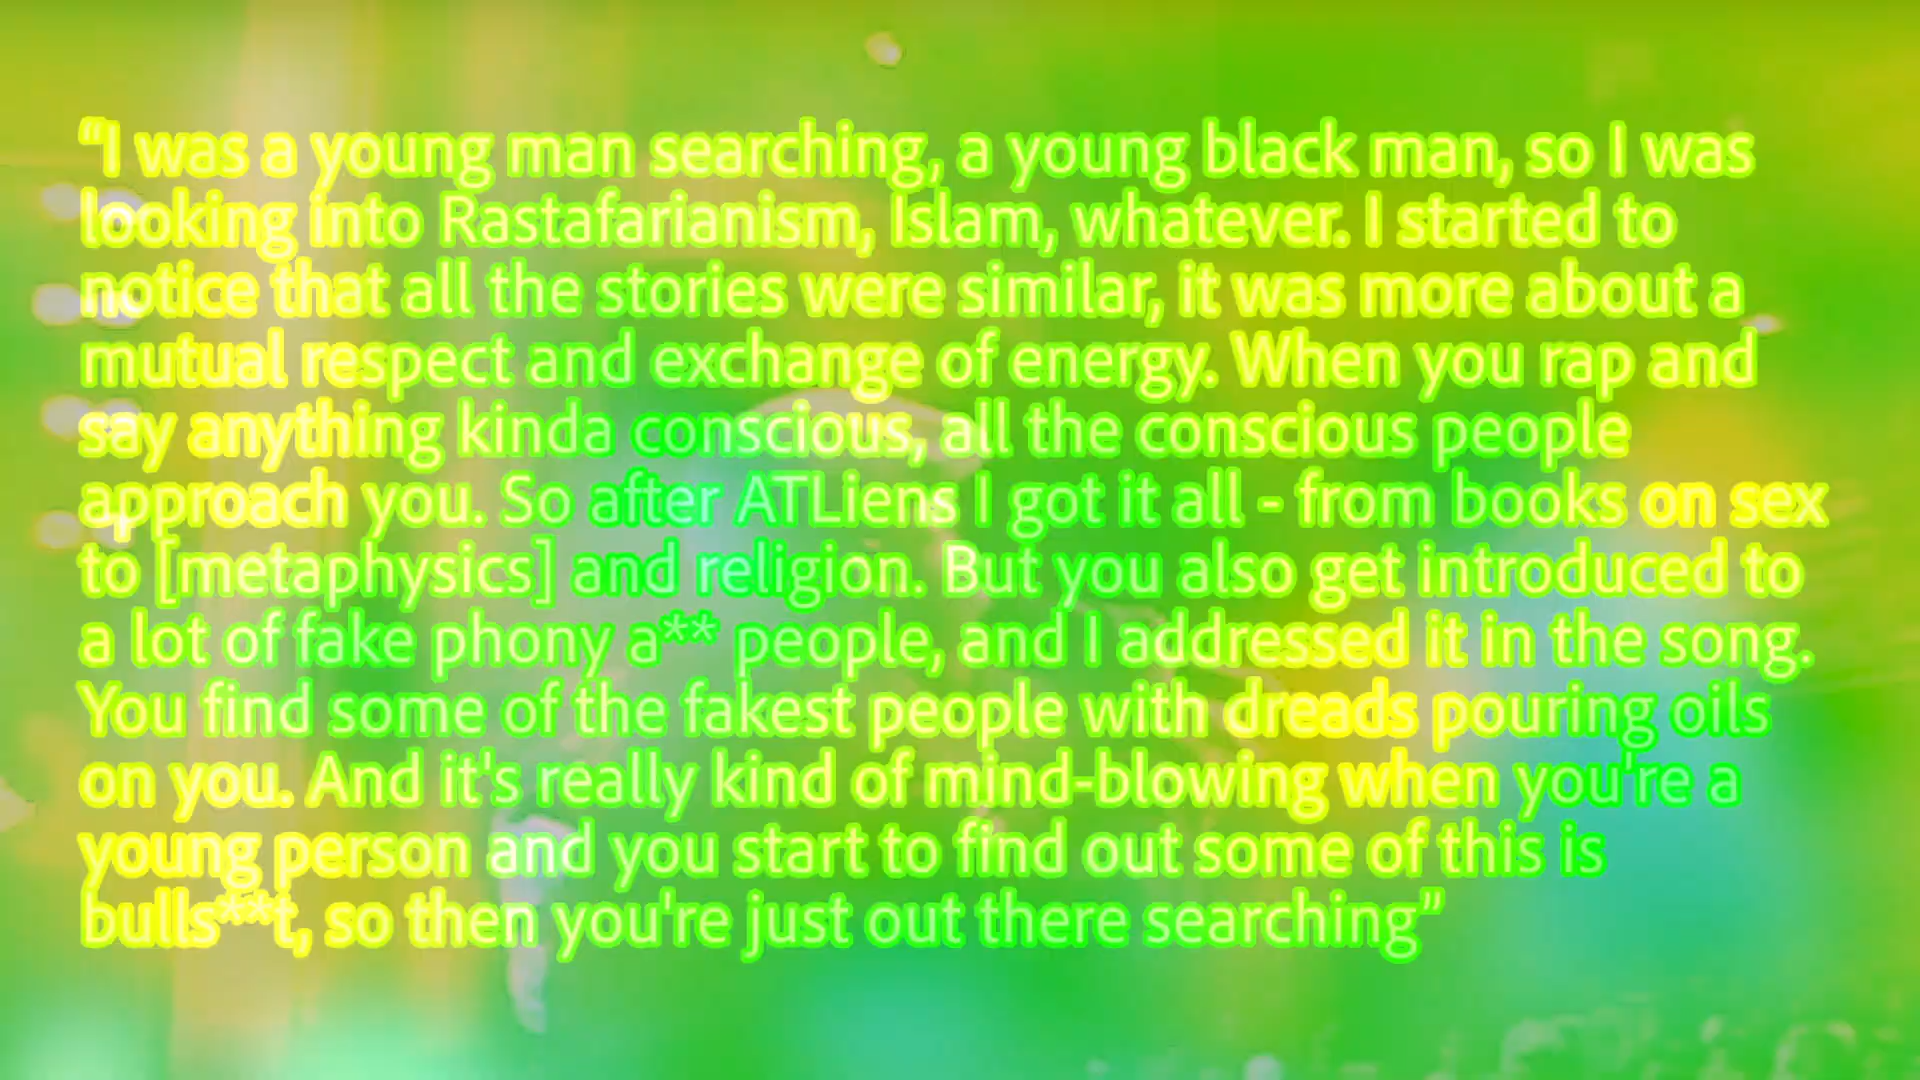 “I was a young man searching, a young black man, so I was
looking into Rastafarianism, Islam, whatever. I started to
notice that all the stories were similar, it was more about a
mutual respect and exchange of energy. When you rap and
say anything kinda conscious, all the conscious people
approach you. So after ATLiens I got it all - from books on sex
to [metaphysics] and religion. But you also get introduced to
a lot of fake phony a** people, and I addressed it in the song.
You find some of the fakest people with dreads pouring oils
on you. And it's really kind of mind-blowing when you're a
young person and you start to find out some of this is
bulls**t, so then you're just out there searching”